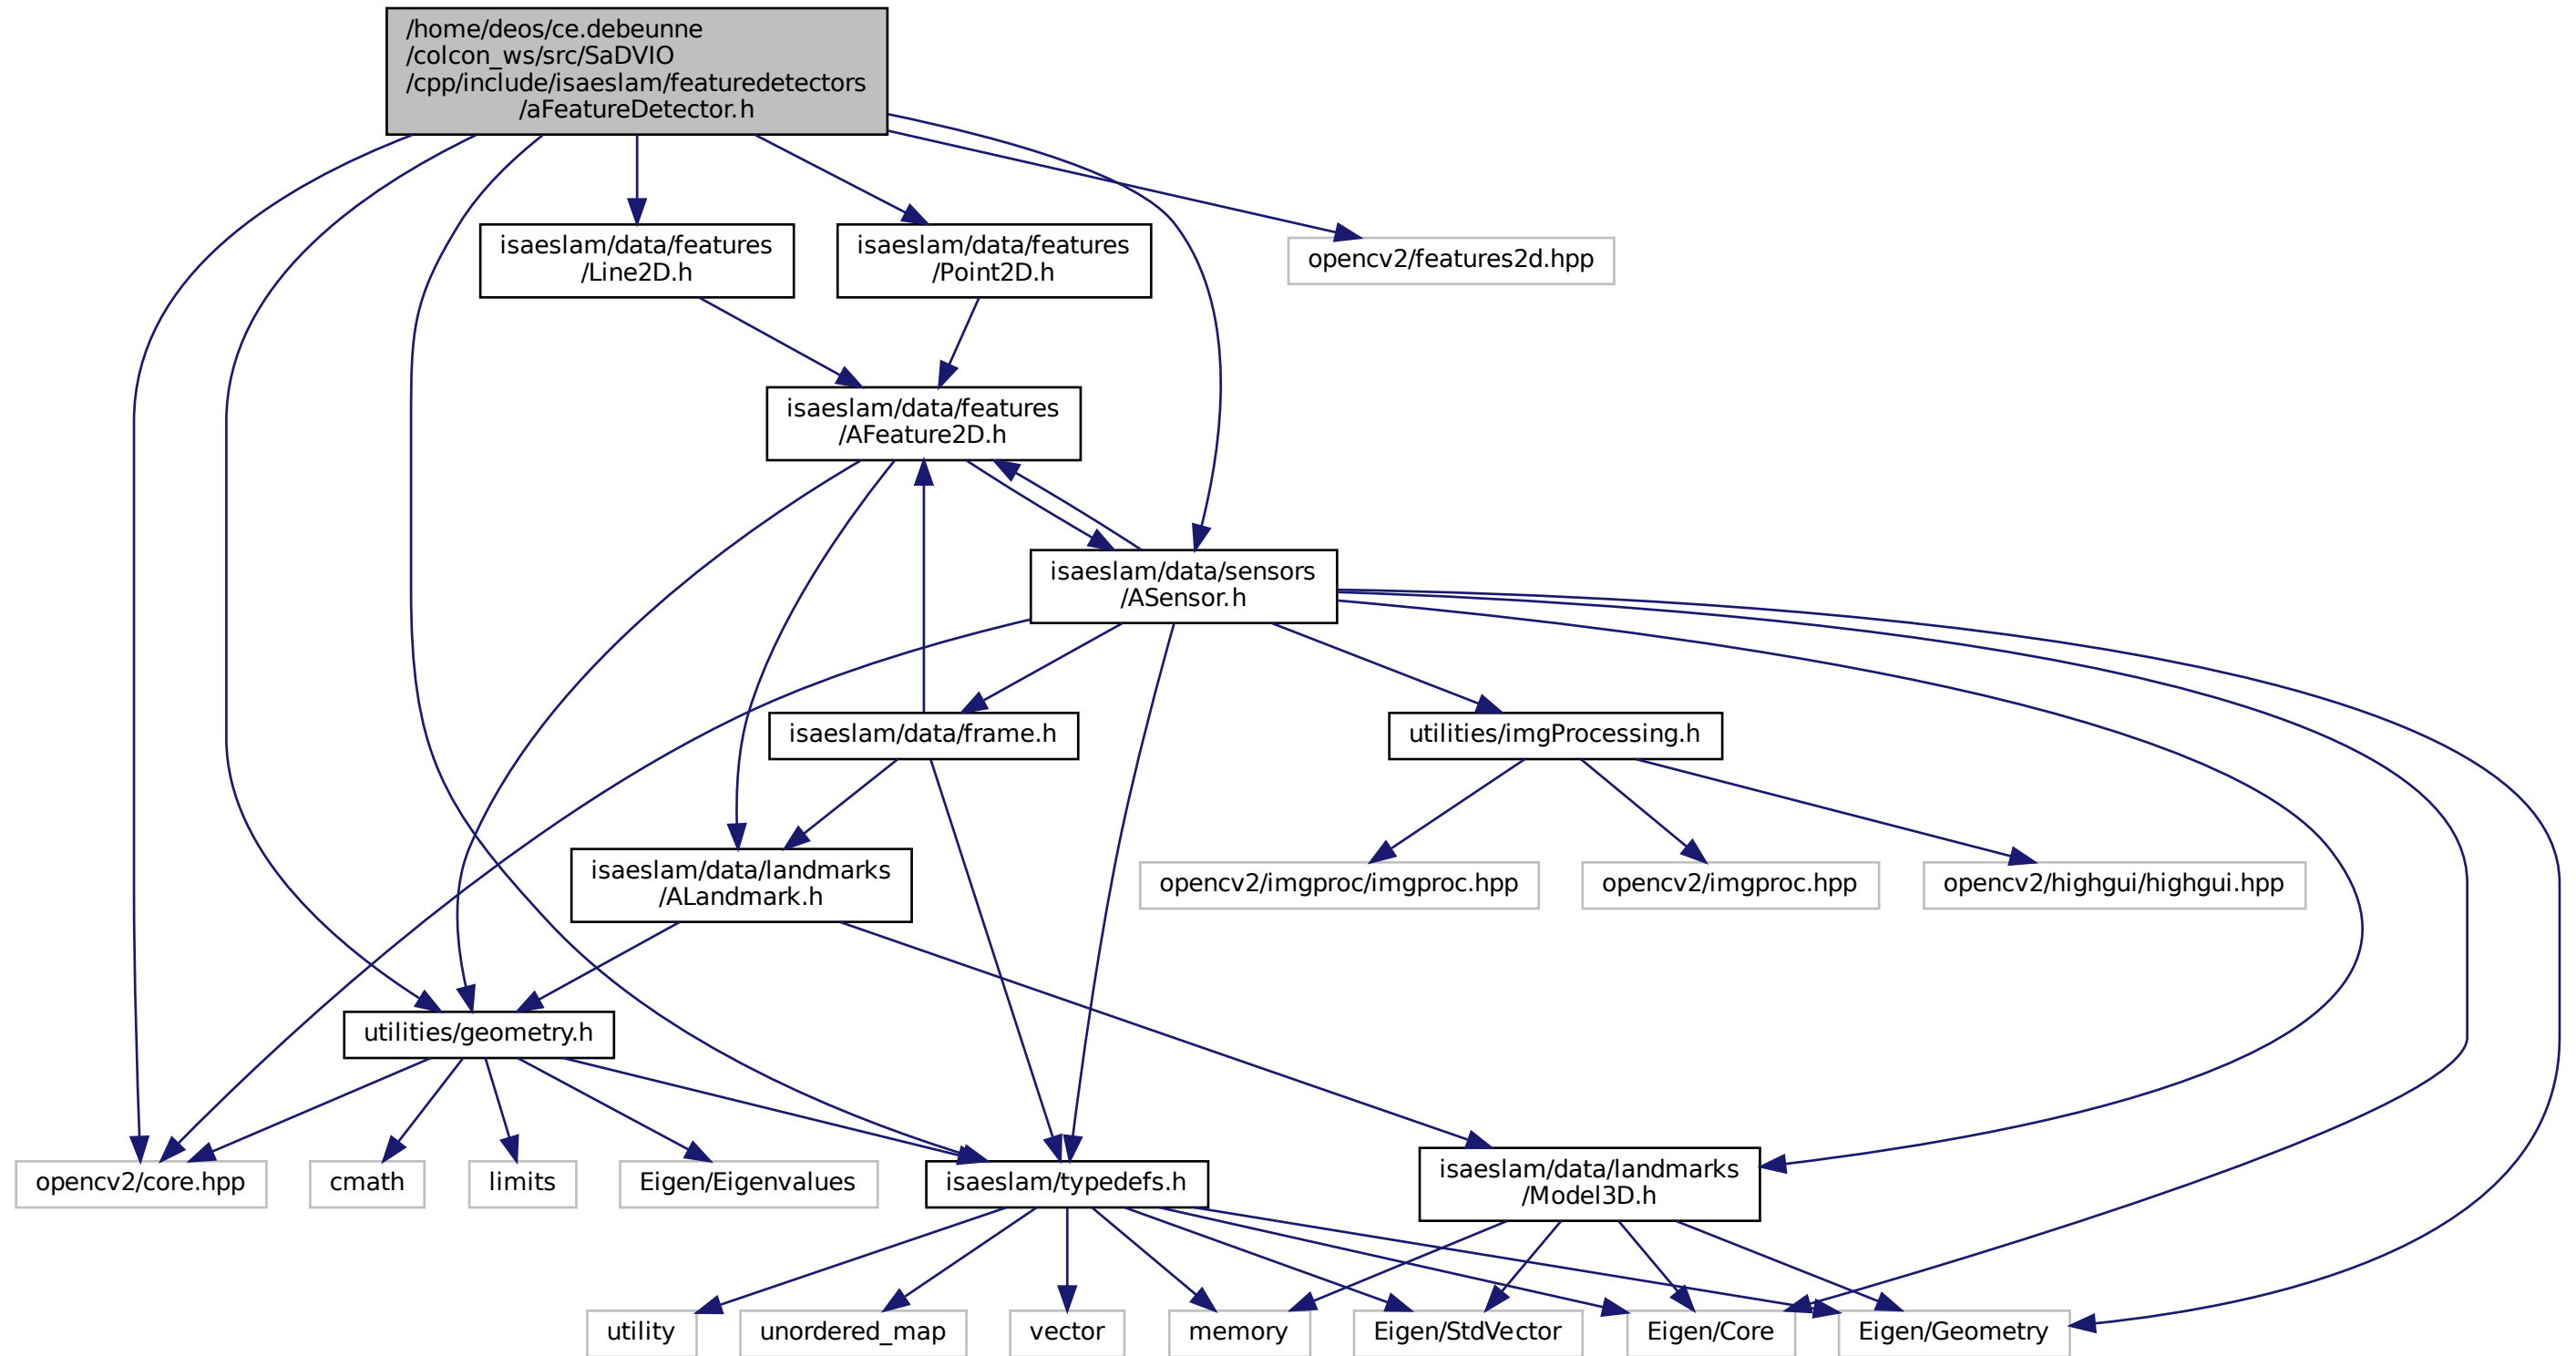 /home/deos/ce.debeunne
/colcon_ws/src/SaDVIO
/cpp/include/isaeslam/featuredetectors
/aFeatureDetector.h
isaeslam/data/features
/Line2D.h
isaeslam/data/features
/Point2D.h
opencv2/features2d.hpp
isaeslam/data/features
/AFeature2D.h
isaeslam/data/sensors
/ASensor.h
isaeslam/data/frame.h
utilities/imgProcessing.h
isaeslam/data/landmarks
/ALandmark.h
opencv2/imgproc/imgproc.hpp
opencv2/imgproc.hpp
opencv2/highgui/highgui.hpp
utilities/geometry.h
opencv2/core.hpp
cmath
limits
Eigen/Eigenvalues
isaeslam/typedefs.h
isaeslam/data/landmarks
/Model3D.h
utility
unordered_map
vector
memory
Eigen/StdVector
Eigen/Core
Eigen/Geometry